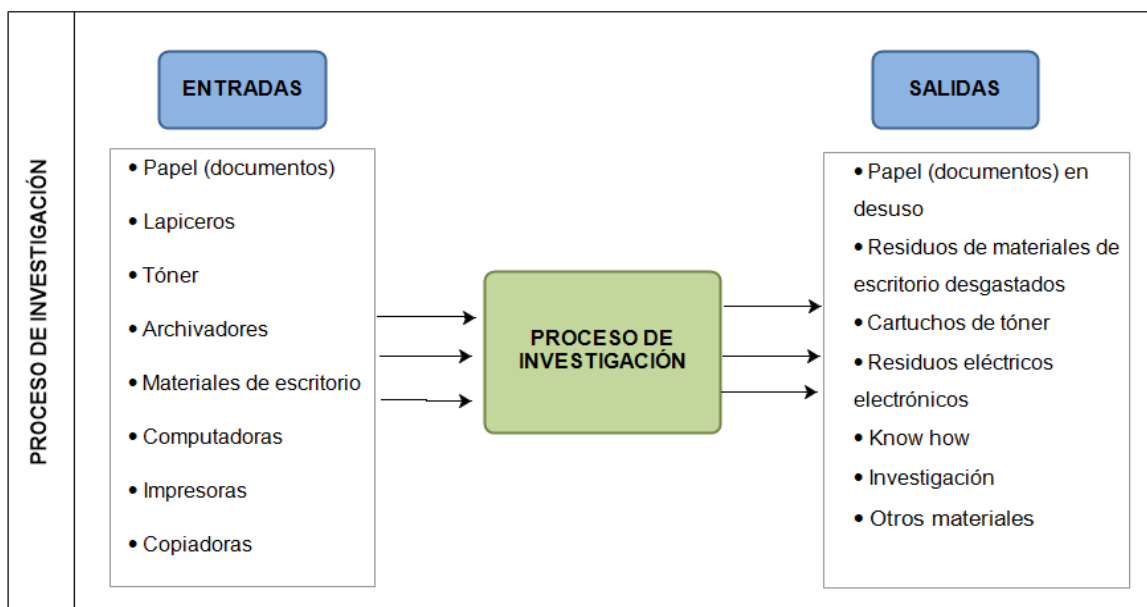 PROCESO DE INVESTIGACIÓN
ENTRADAS
• Papel (documentos)
• Lapiceros
• Tóner
• Archivadores
• Materiales de escritorio
• Computadoras
• Impresoras
• Copiadoras
PROCESO DE
INVESTIGACIÓN
SALIDAS
• Papel (documentos) en
desuso
• Residuos de materiales de
escritorio desgastados
• Cartuchos de tóner
• Residuos eléctricos
electrónicos
• Know how
• Investigación
• Otros materiales